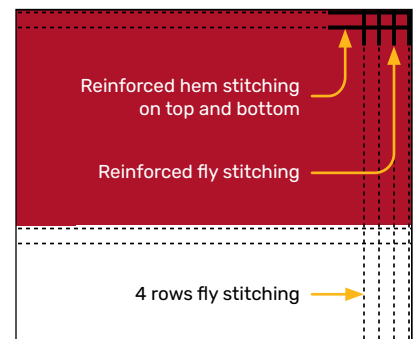 Reinforced hem stitching
on top and bottom
Reinforced fly stitching
4 rows fly stitching